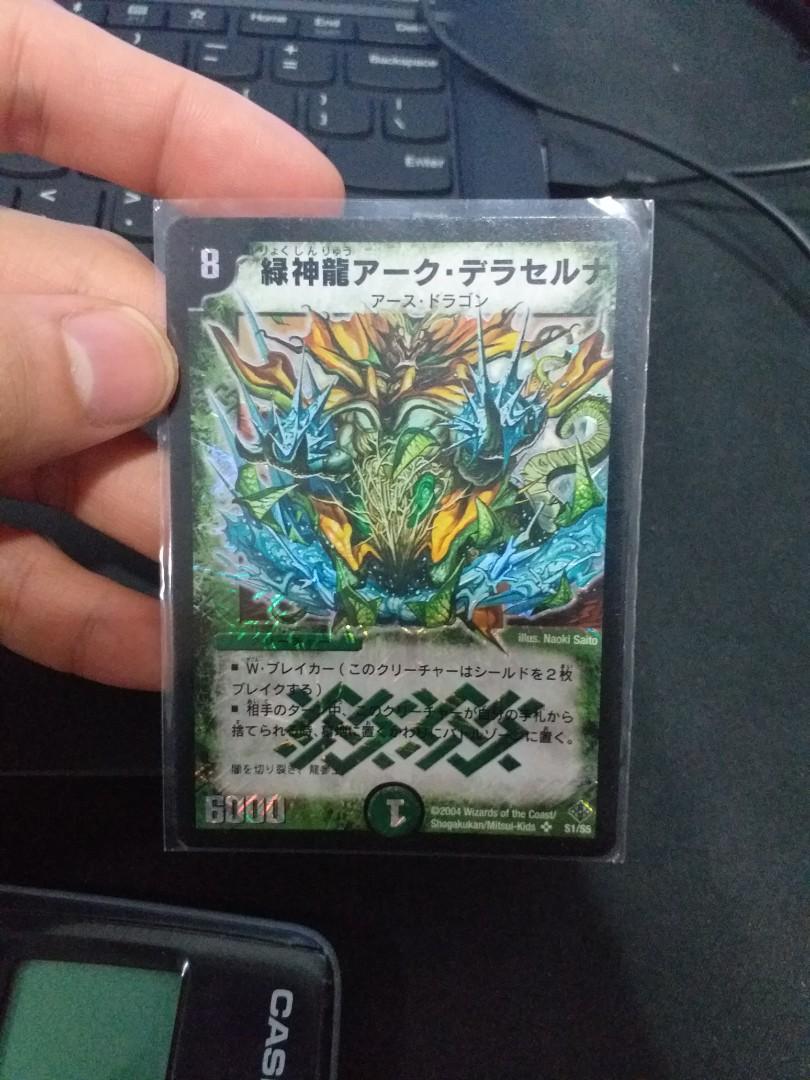 Home
End
Backspace
Enter
8
りょくしんりゅう
緑神龍アーク・デラセルナ
アース・ドラゴン
illus. Naoki Saito
■ W・ブレイカー(このクリーチャーはシールドを2枚
ブレイクする)
■ 相手のターン中、このクリーチャーが自分の手札から
捨てられる時、墓地に置くかわりにバトルゾーンに置く。
闇を切り裂き、龍参上
6000
1
©2004 Wizards of the Coast/
Shogakukan/Mitsui-Kids
S1/S5
CAS